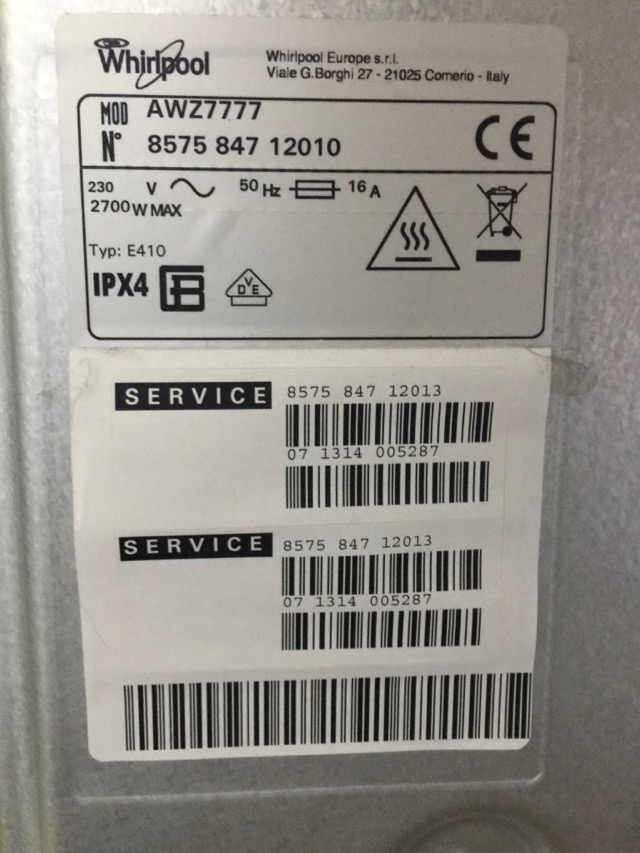 Whirlpool
Whirlpool Europe s.r.l.
Viale G.Borghi 27 - 21025 Comerio - Italy
MOD AWZ7777
N° 8575 847 12010
CE
230 V 50 Hz 16 A
2700 W MAX
Typ: E410
IPX4
DVE
SERVICE 8575 847 12013
07 1314 005287
SERVICE 8575 847 12013
07 1314 005287